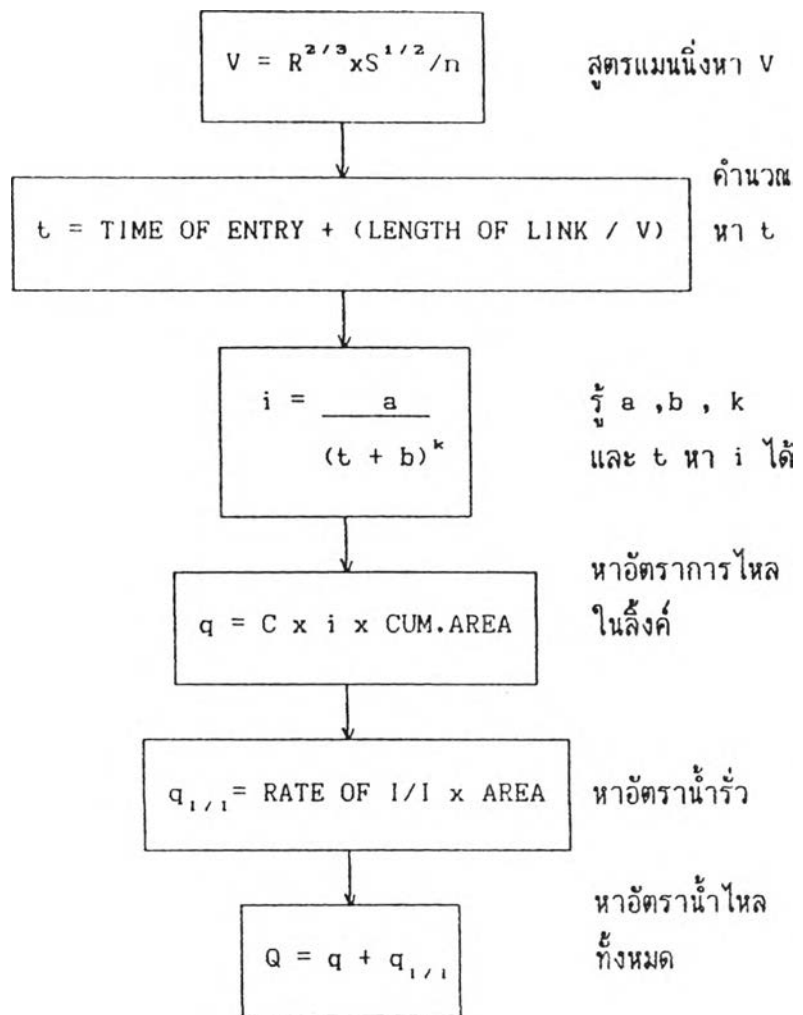 V = R^2/3 x S^1/2 /n
สูตรแมนนิ่งหา V
คำนวณ
t = TIME OF ENTRY + (LENGTH OF LINK / V)
หา t
i = a
(t + b)^k
รู้ a ,b , k
และ t หา i ได้
หาอัตราการไหล
q = C x i x CUM.AREA
ในลิ้งค์
q_I/I = RATE OF I/I x AREA
หาอัตราน้ำรั่ว
หาอัตราน้ำไหล
Q = q + q_I/I
ทั้งหมด